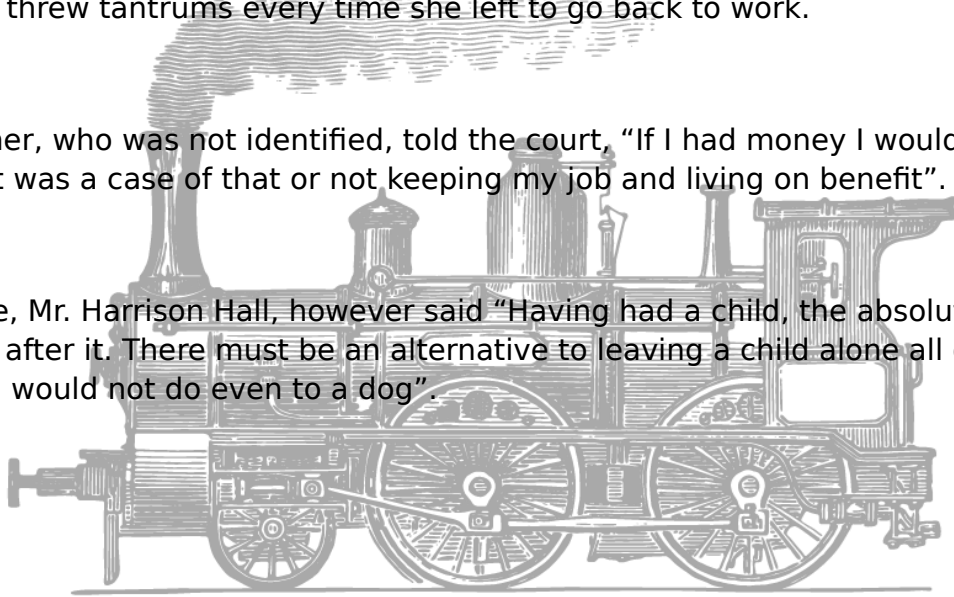 threw tantrums every time she left to go back to work.
er, who was not identified, told the court, “If I had money I would
was a case of that or not keeping my job and living on benefit”.
e, Mr. Harrison Hall, however said “Having had a child, the absolu
after it. There must be an alternative to leaving a child alone all
would not do even to a dog”.